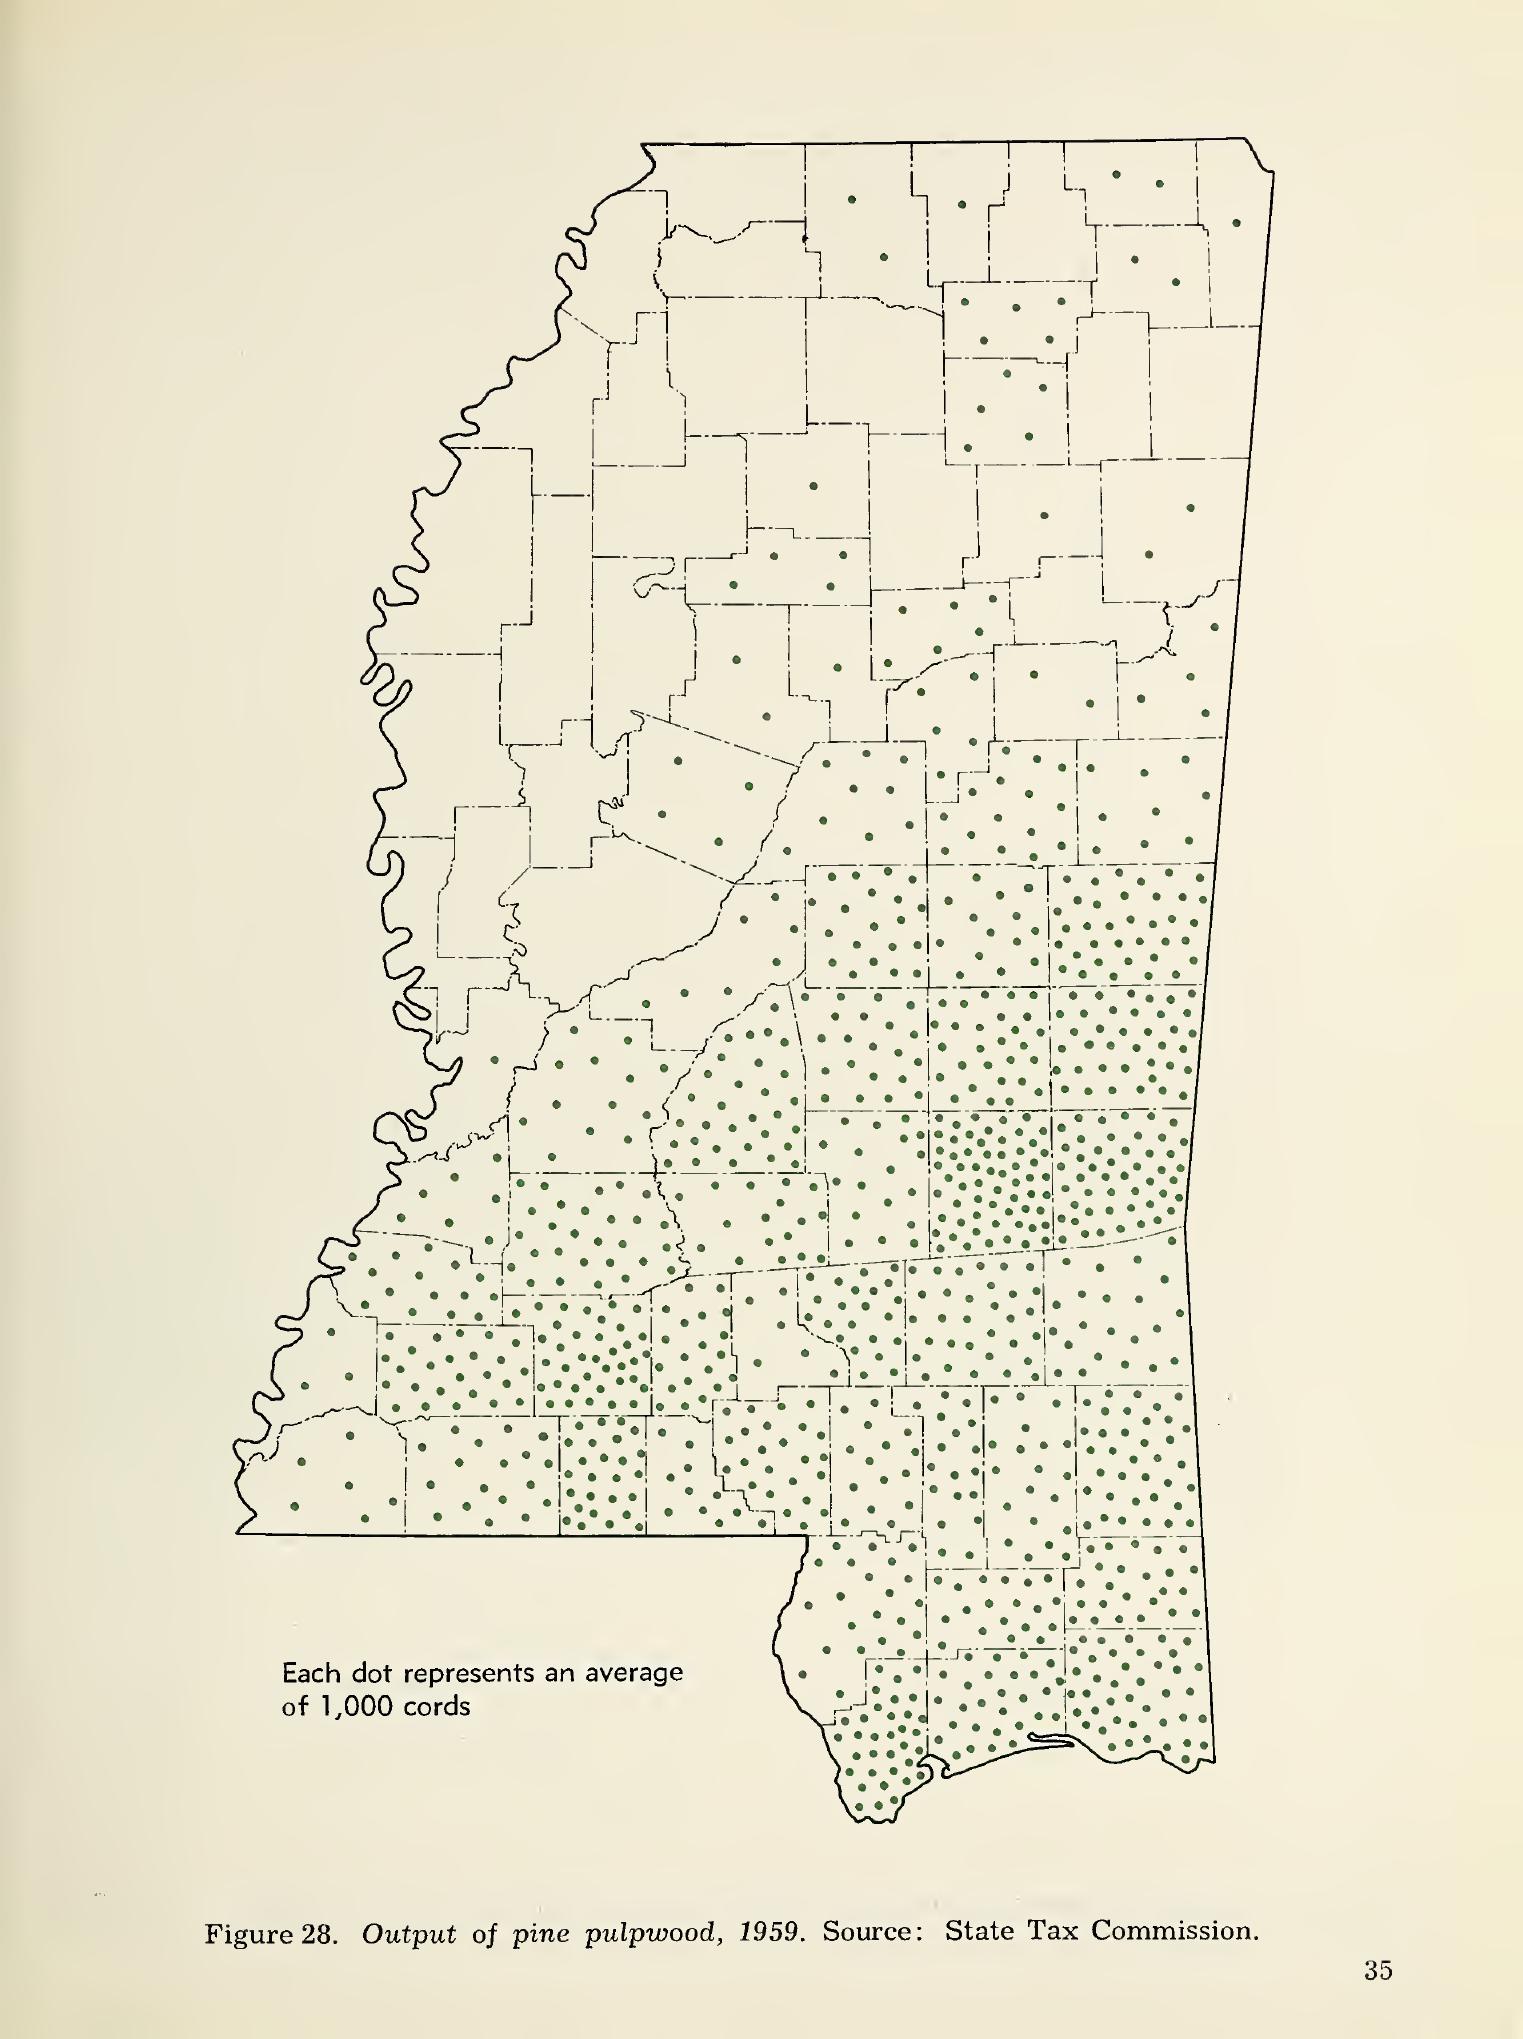 Each dot represents an average
of 1,000 cords
Figure 28. Output of pine pulpwood, 1959. Source: State Tax Commission.
35